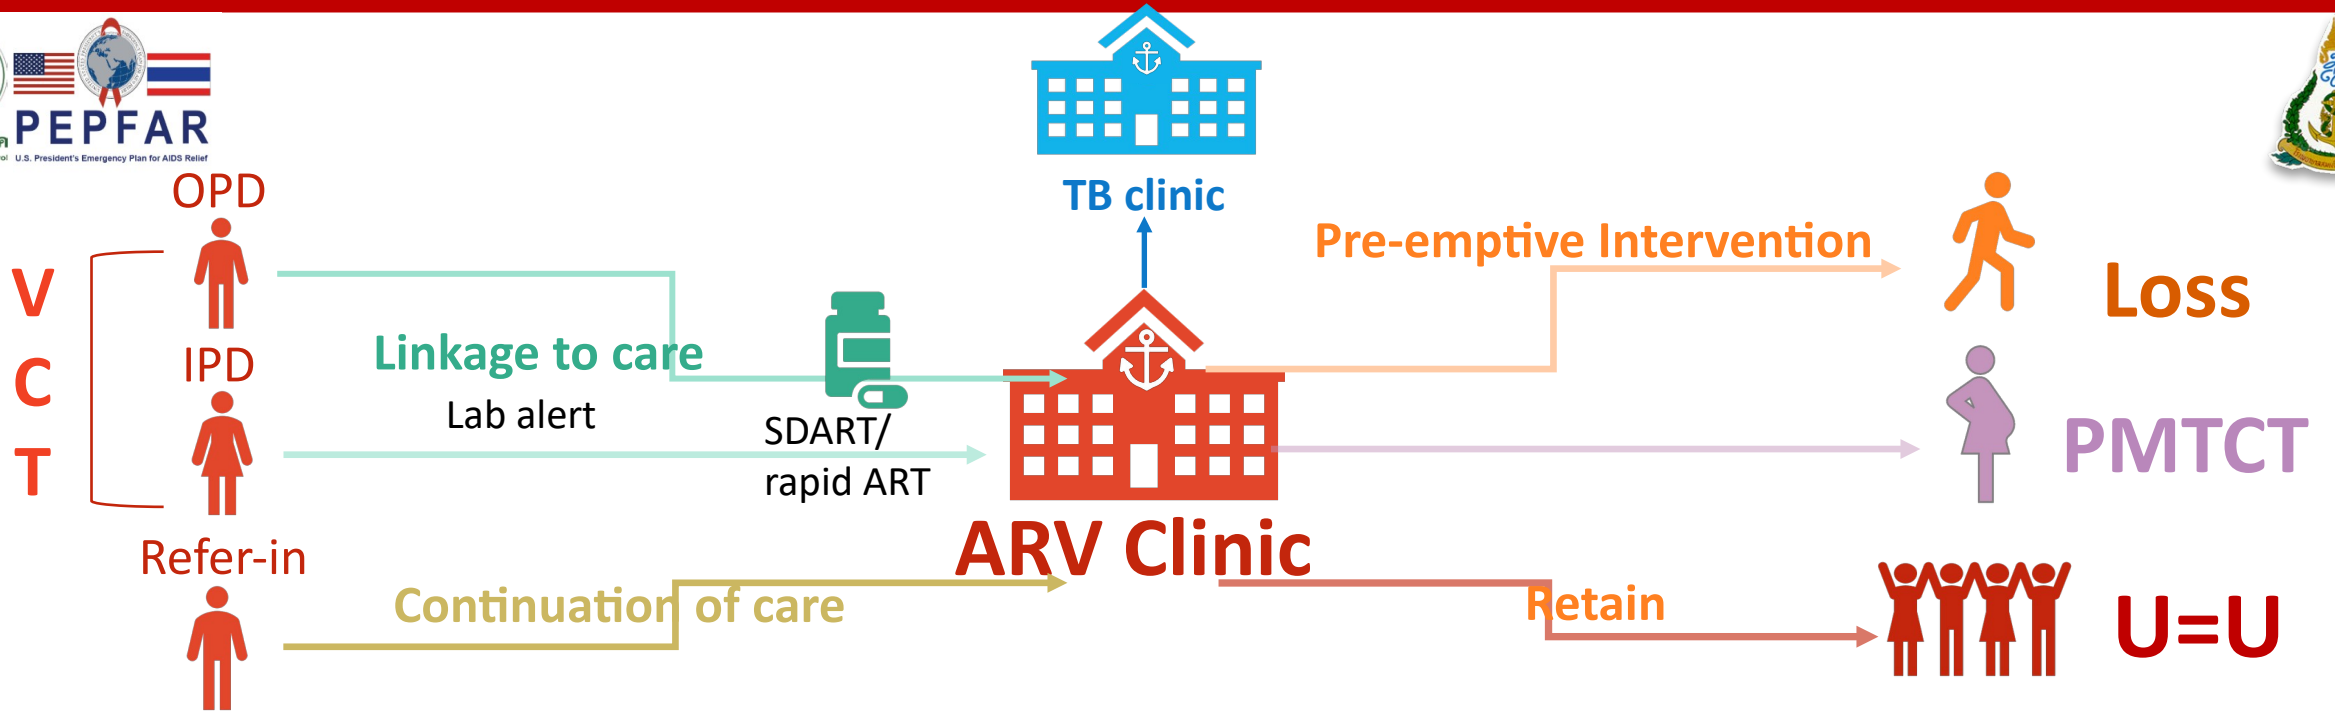 PEPFAR
U.S. President's Emergency Plan for AIDS Relief
TB clinic
OPD
V
C
T
IPD
Refer-in
Linkage to care
Lab alert
SDART/
rapid ART
ARV Clinic
Continuation of care
Pre-emptive Intervention
Loss
PMTCT
Retain
U=U